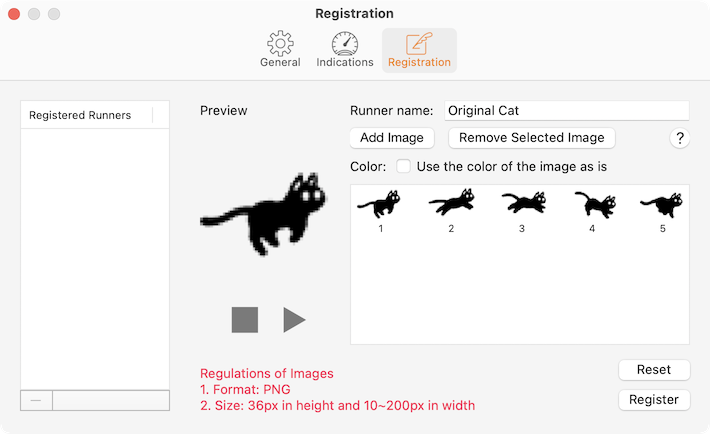 Registration
General
Indications
Registration
Registered Runners
Preview
Runner name: Original Cat
Add Image
Remove Selected Image
?
Color: Use the color of the image as is
1 2 3 4 5
Regulations of Images
1. Format: PNG
2. Size: 36px in height and 10~200px in width
Reset
Register